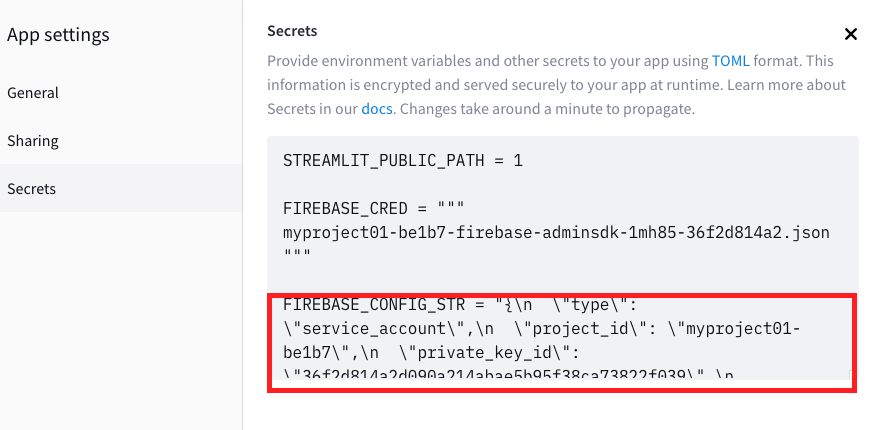 App settings
General
Sharing
Secrets
Secrets
Provide environment variables and other secrets to your app using TOML format. This
information is encrypted and served securely to your app at runtime. Learn more about
Secrets in our docs. Changes take around a minute to propagate.
STREAMLIT_PUBLIC_PATH = 1
FIREBASE_CRED = """
myproject01-be1b7-firebase-adminsdk-1mh85-36f2d814a2.json
"""
FIREBASE_CONFIG_STR = "{\n  \"type\":
\"service_account\",\n  \"project_id\": \"myproject01-
be1b7\",\n  \"private_key_id\":
\"36f2d814a2d090a214abae5b95f38ca73822f039\",\n